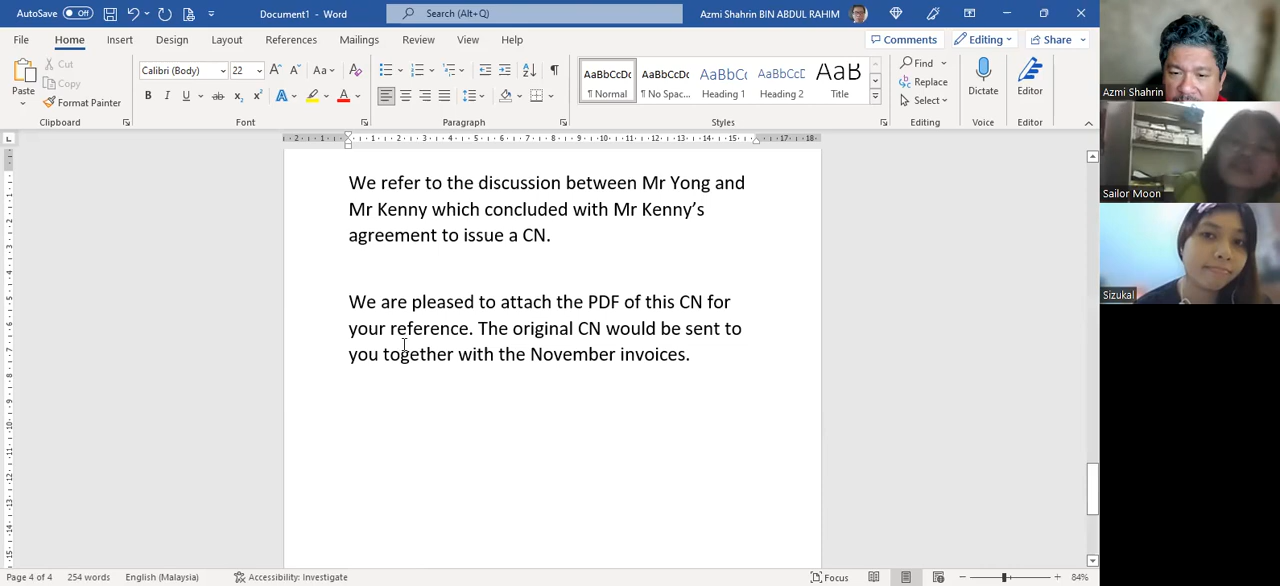 AutoSave Off Document1 - Word Search (Alt+Q) Azmi Shahrin BIN ABDUL RAHIM
File Home Insert Design Layout References Mailings Review View Help Comments Editing Share
Paste Cut Copy Format Painter
Clipboard
Calibri (Body) 22
Font
Paragraph
AaBbCcDc AaBbCcDc AaBbCc AaBbCcD AaB
¶ Normal ¶ No Spac... Heading 1 Heading 2 Title
Styles
Find
Replace
Select
Editing
Dictate
Voice
Editor
Editor
We refer to the discussion between Mr Yong and
Mr Kenny which concluded with Mr Kenny’s
agreement to issue a CN.
We are pleased to attach the PDF of this CN for
your reference. The original CN would be sent to
you together with the November invoices.
Azmi Shahrin
Sailor Moon
Sizukal
Page 4 of 4 254 words English (Malaysia) Accessibility: Investigate Focus 84%